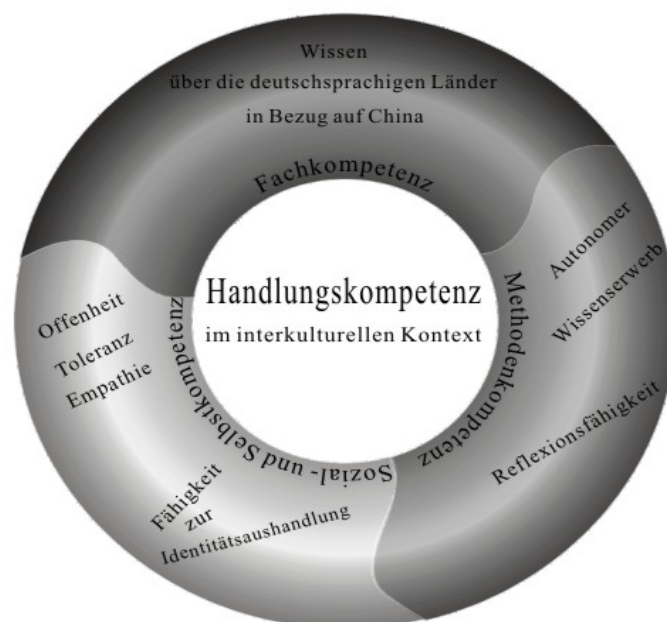 Wissen
über die deutschsprachigen Länder
in Bezug auf China
Fachkompetenz
Handlungskompetenz
im interkulturellen Kontext
Autonomer
Wissenserwerb
Reflexionsfähigkeit
Methodenkompetenz
Offenheit
Toleranz
Empathie
Fähigkeit
zur
Identitätsaushandlung
Sozial- und Selbstkompetenz